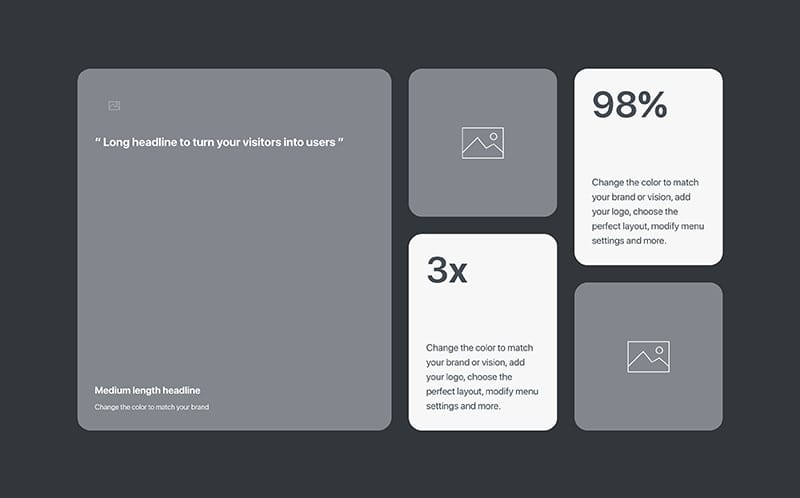 “ Long headline to turn your visitors into users ”
Medium length headline
Change the color to match your brand
3x
Change the color to match
your brand or vision, add
your logo, choose the
perfect layout, modify menu
settings and more.
98%
Change the color to match
your brand or vision, add
your logo, choose the
perfect layout, modify menu
settings and more.